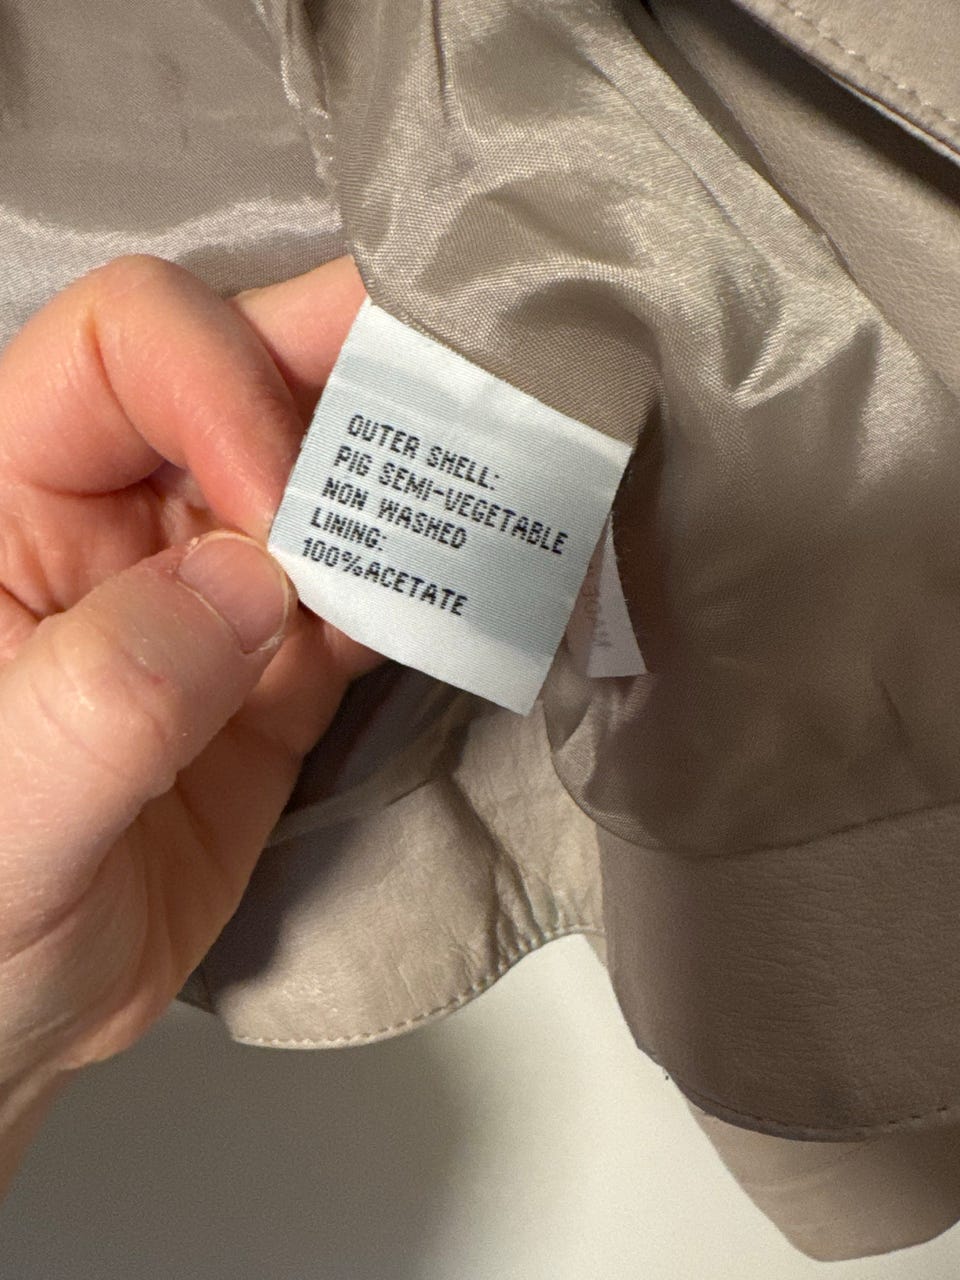 OUTER SHELL:
PIG SEMI-VEGETABLE
NON WASHED
LINING:
100%ACETATE